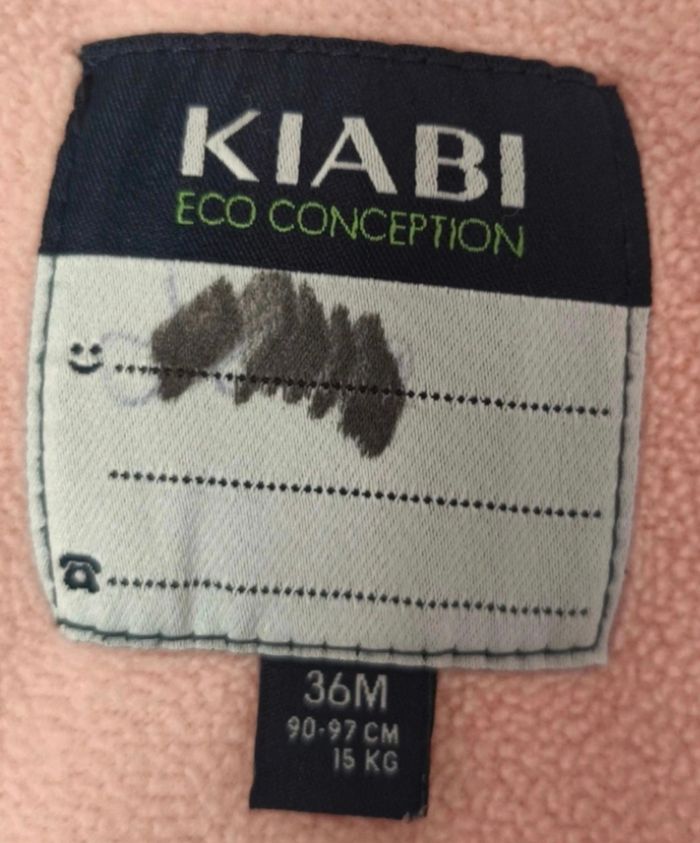 KIABI
ECO CONCEPTION
36M
90-97 CM
15 KG